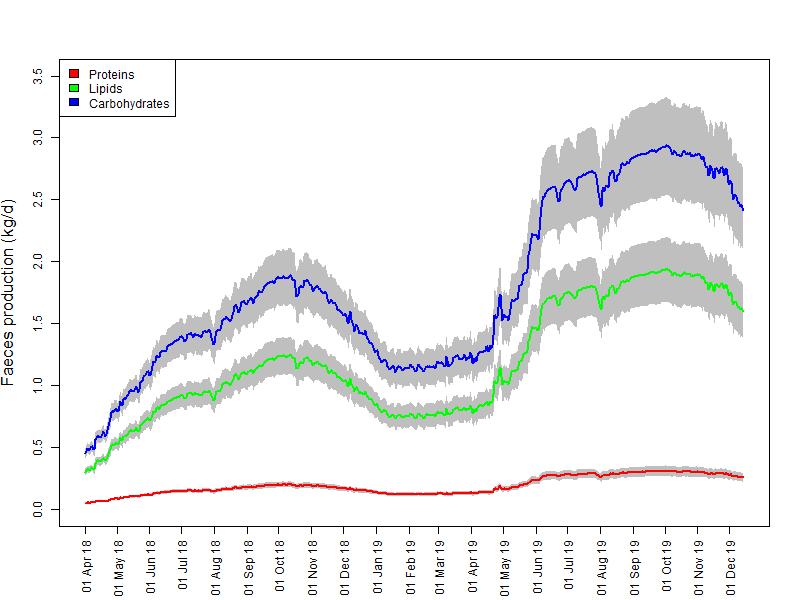 Proteins
Lipids
Carbohydrates
Faeces production (kg/d)
3.5
3.0
2.5
2.0
1.5
1.0
0.5
0.0
01 Apr 18
01 May 18
01 Jun 18
01 Jul 18
01 Aug 18
01 Sep 18
01 Oct 18
01 Nov 18
01 Dec 18
01 Jan 19
01 Feb 19
01 Mar 19
01 Apr 19
01 May 19
01 Jun 19
01 Jul 19
01 Aug 19
01 Sep 19
01 Oct 19
01 Nov 19
01 Dec 19